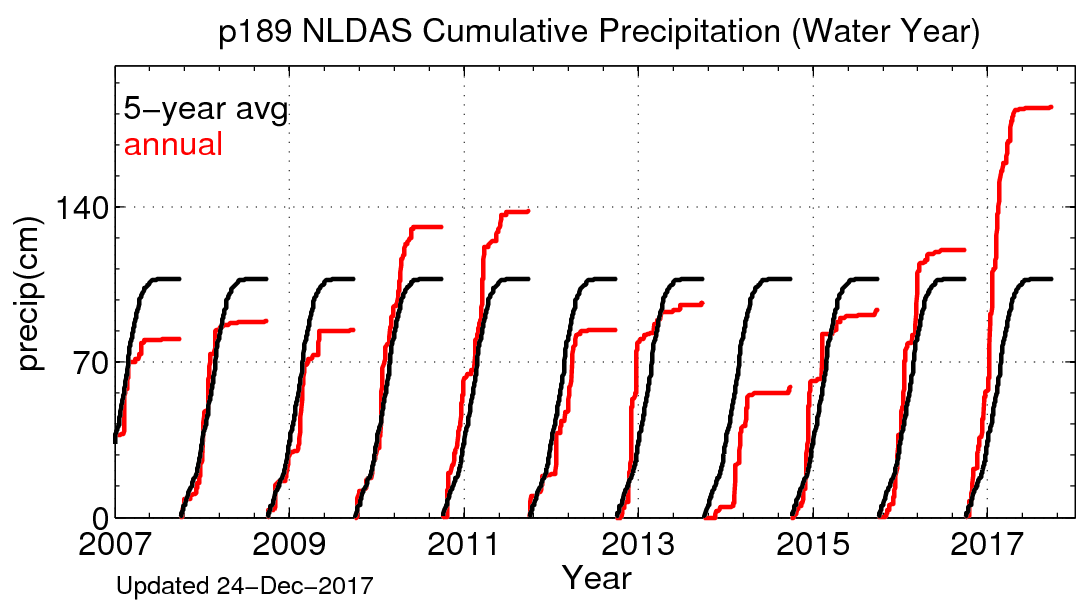 p189 NLDAS Cumulative Precipitation (Water Year)
5−year avg
annual
precip(cm)
140
70
0
2007 2009 2011 2013 2015 2017
Year
Updated 24−Dec−2017